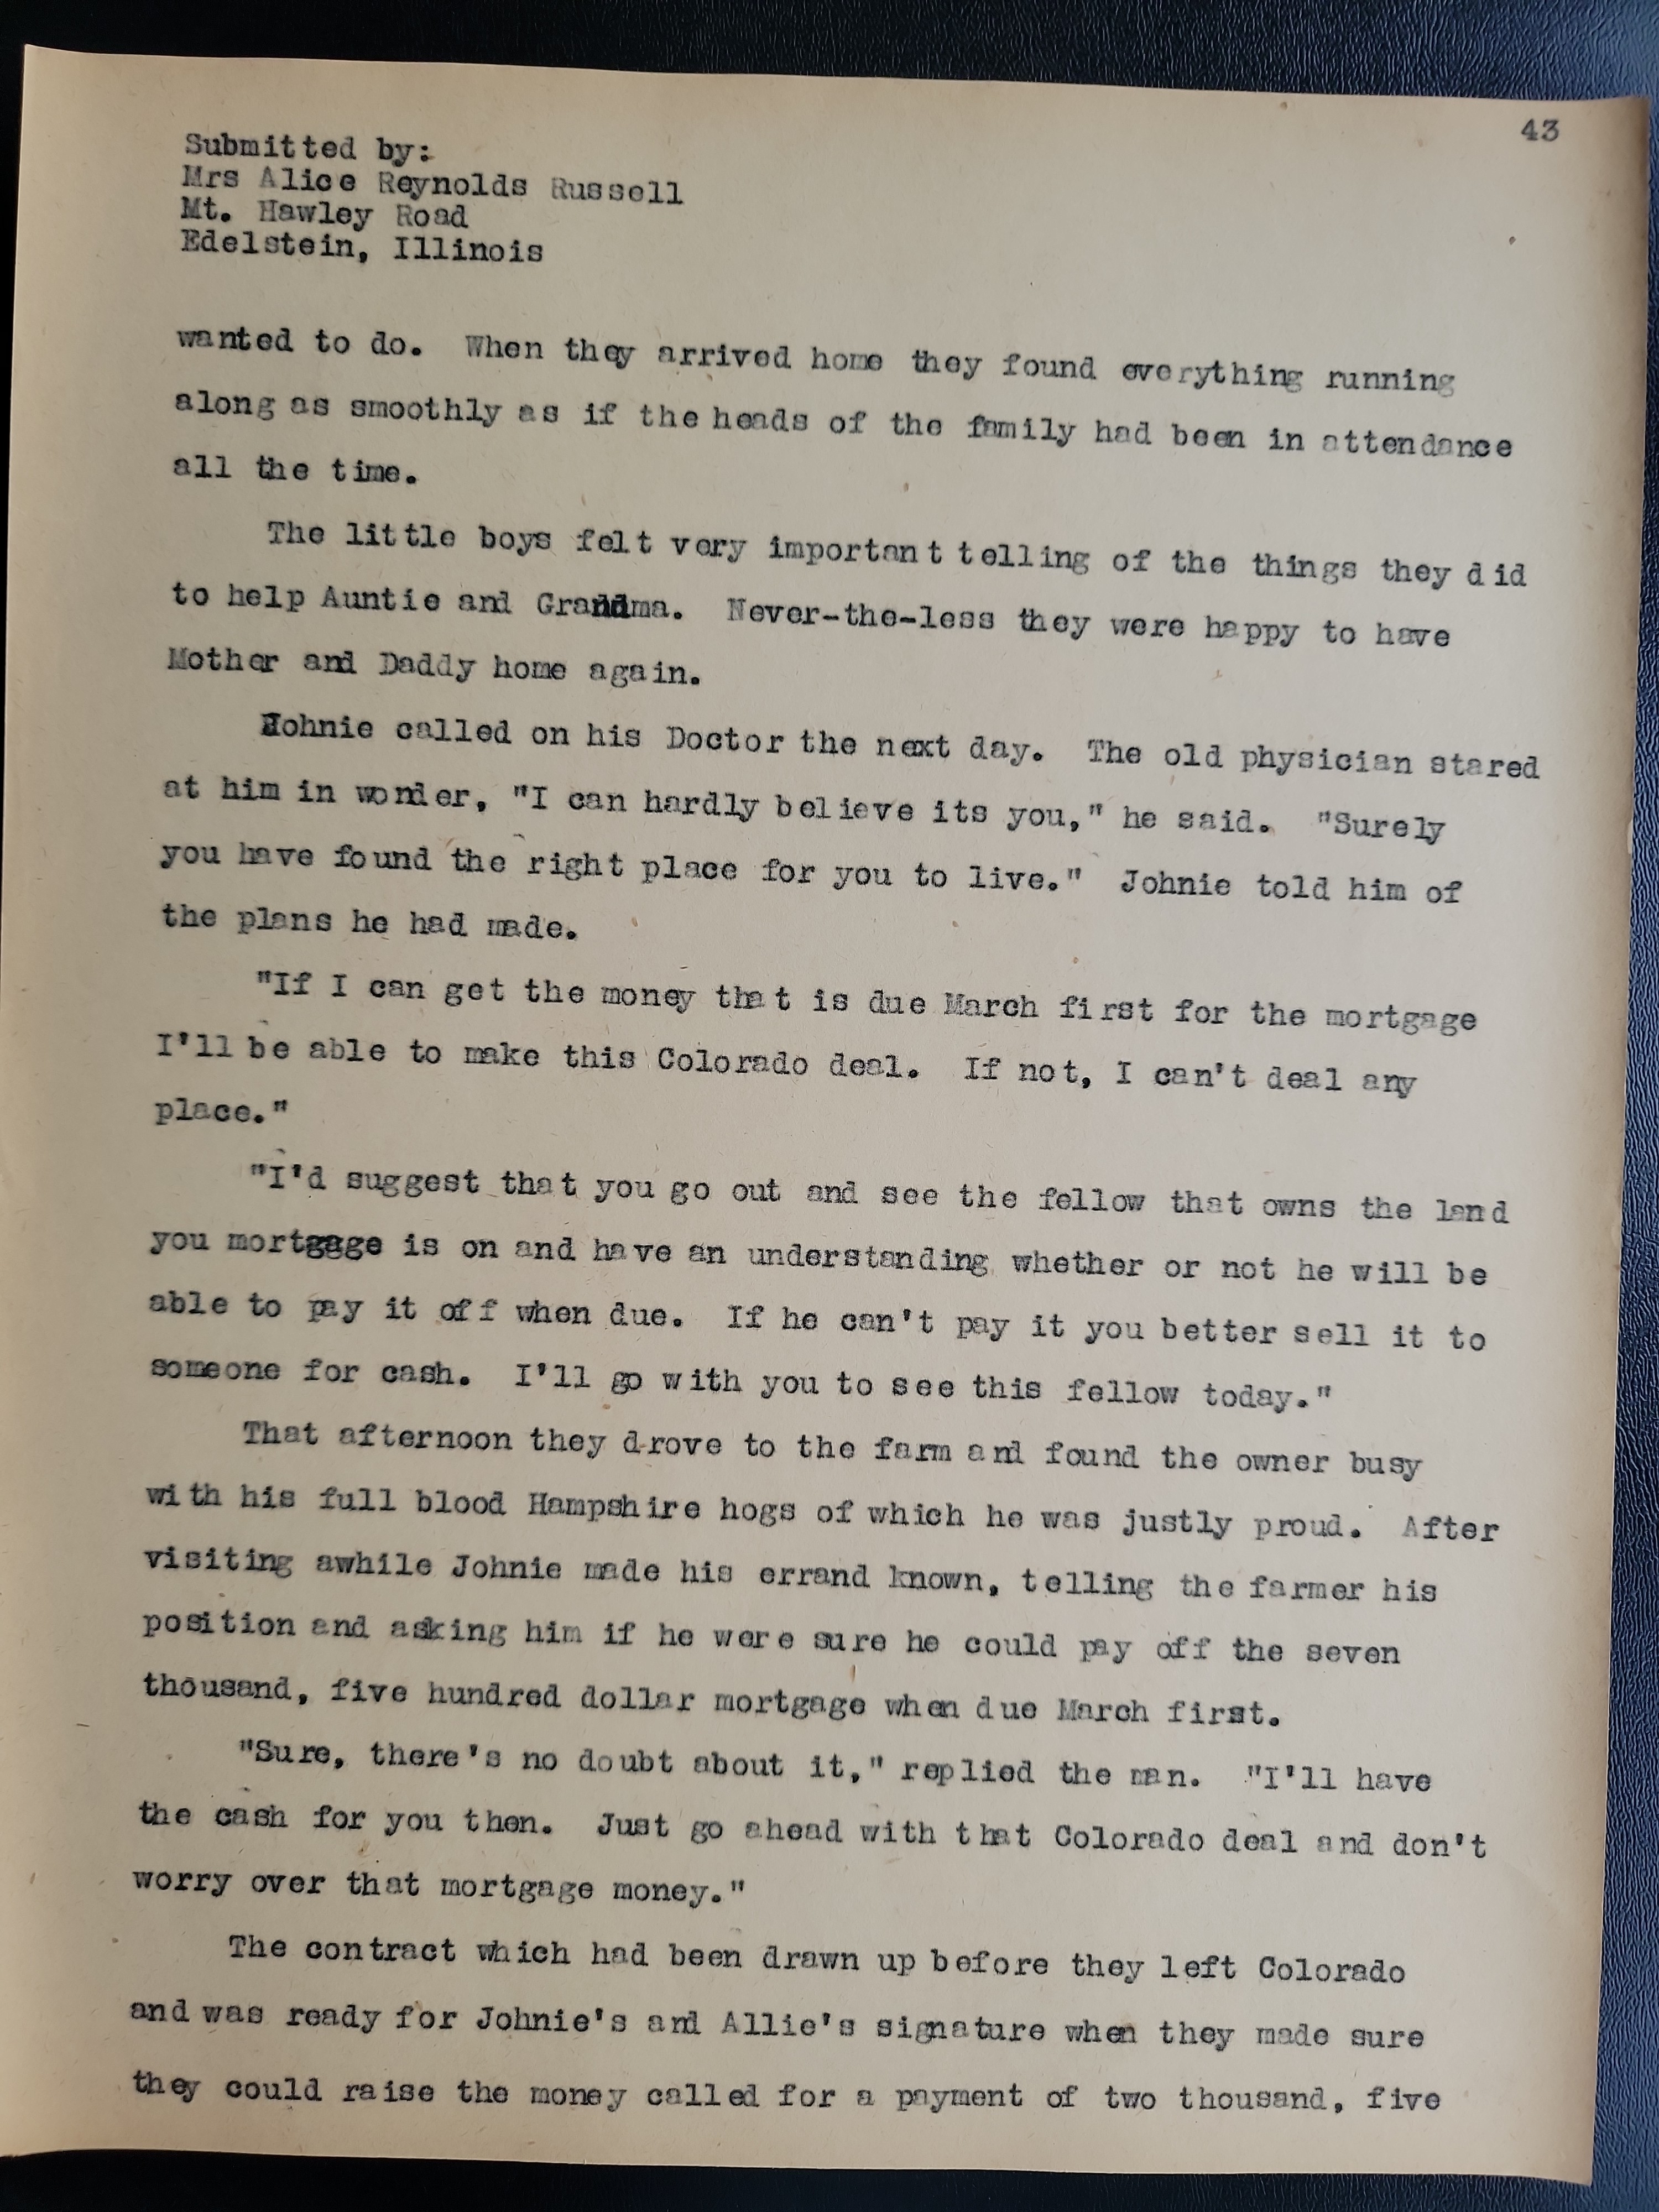 43
Submitted by:
Mrs Alice Reynolds Russell
Mt. Hawley Road
Edelstein, Illinois
wanted to do. When they arrived home they found everything running
along as smoothly as if the heads of the family had been in attendance
all the time.
The little boys felt very important telling of the things they did
to help Auntie and Grandma. Never-the-less they were happy to have
Mother and Daddy home again.
Johnie called on his Doctor the next day. The old physician stared
at him in wonder, "I can hardly believe its you," he said. "Surely
you have found the right place for you to live." Johnie told him of
the plans he had made.
"If I can get the money that is due March first for the mortgage
I'll be able to make this Colorado deal. If not, I can't deal any
place."
"I'd suggest that you go out and see the fellow that owns the land
you mortgage is on and have an understanding whether or not he will be
able to pay it off when due. If he can't pay it you better sell it to
someone for cash. I'll go with you to see this fellow today."
That afternoon they drove to the farm and found the owner busy
with his full blood Hampshire hogs of which he was justly proud. After
visiting awhile Johnie made his errand known, telling the farmer his
position and asking him if he were sure he could pay off the seven
thousand, five hundred dollar mortgage when due March first.
"Sure, there's no doubt about it," replied the man. "I'll have
the cash for you then. Just go ahead with that Colorado deal and don't
worry over that mortgage money."
The contract which had been drawn up before they left Colorado
and was ready for Johnie's and Allie's signature when they made sure
they could raise the money called for a payment of two thousand, five